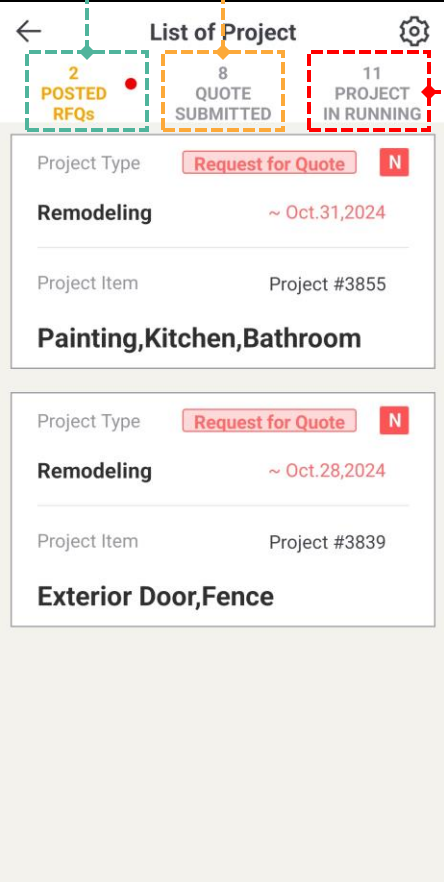 List of Project
2
POSTED
RFQs
8
QUOTE
SUBMITTED
11
PROJECT
IN RUNNING
Project Type
Request for Quote
N
Remodeling
~ Oct.31,2024
Project Item
Project #3855
Painting,Kitchen,Bathroom
Project Type
Request for Quote
N
Remodeling
~ Oct.28,2024
Project Item
Project #3839
Exterior Door,Fence